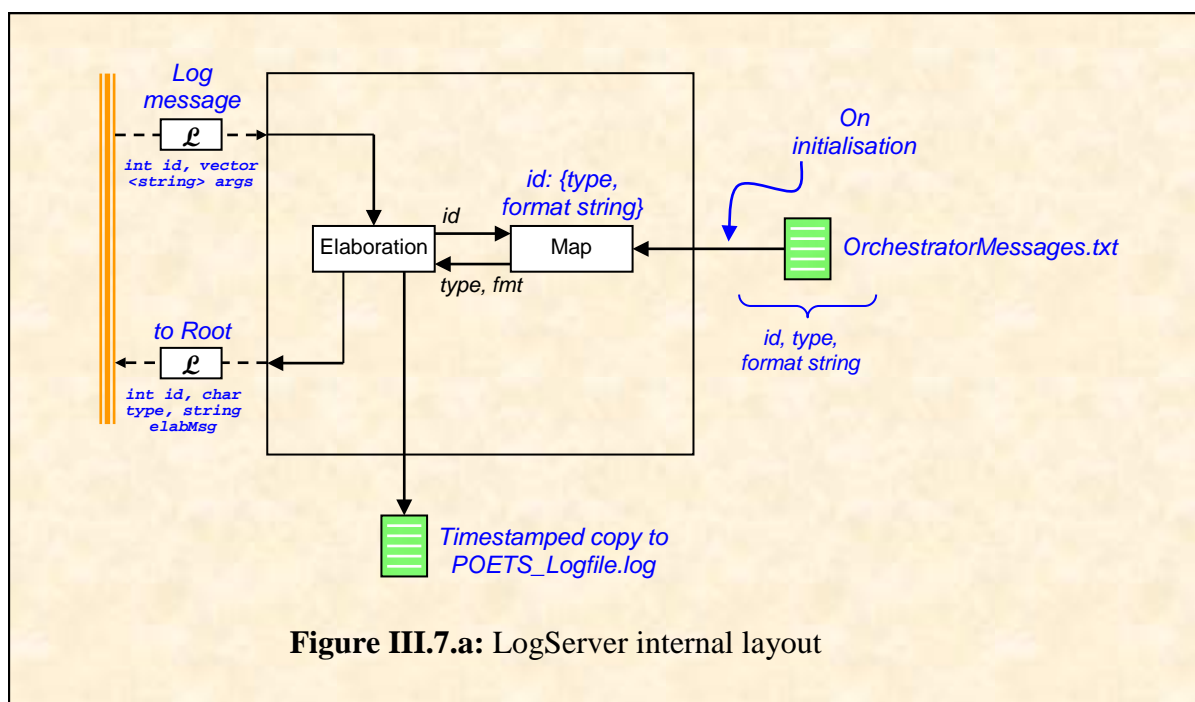 Log
message
ℒ
int id, vector
<string> args
On
initialisation
id: {type,
format string}
id
Elaboration
Map
OrchestratorMessages.txt
type, fmt
to Root
ℒ
id, type,
format string
int id, char
type, string
elabMsg
Timestamped copy to
POETS_Logfile.log
Figure III.7.a: LogServer internal layout